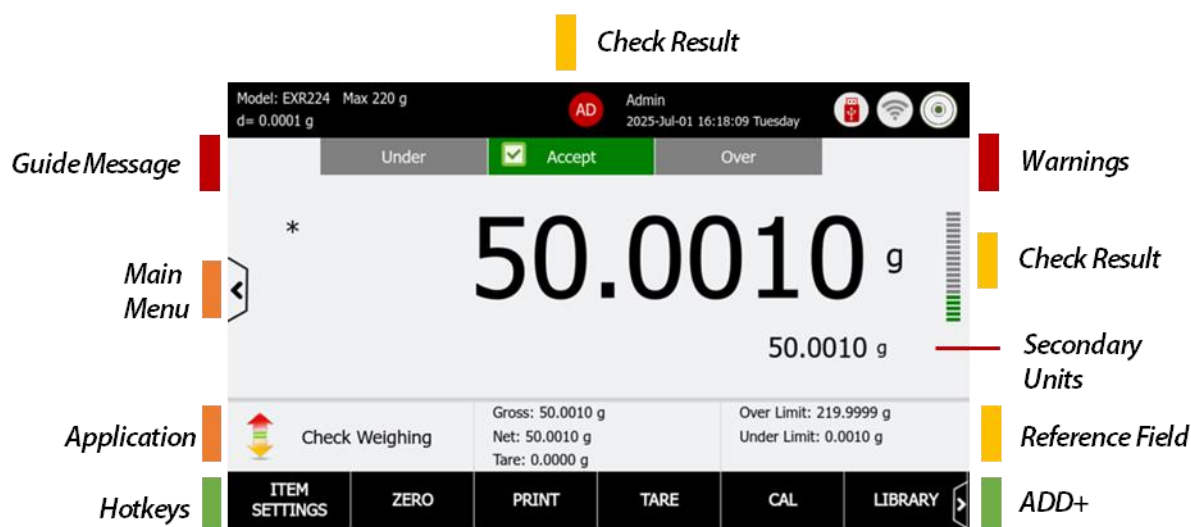 Check Result
Model: EXR224 Max 220 g
d= 0.0001 g
AD
Admin
2025-Jul-01 16:18:09 Tuesday
Guide Message
Under
Accept
Over
Warnings
*
50.0010 g
Main
Menu
Check Result
50.0010 g
Secondary
Units
Application
Check Weighing
Gross: 50.0010 g
Net: 50.0010 g
Tare: 0.0000 g
Over Limit: 219.9999 g
Under Limit: 0.0010 g
Reference Field
Hotkeys
ITEM
SETTINGS
ZERO
PRINT
TARE
CAL
LIBRARY
ADD+